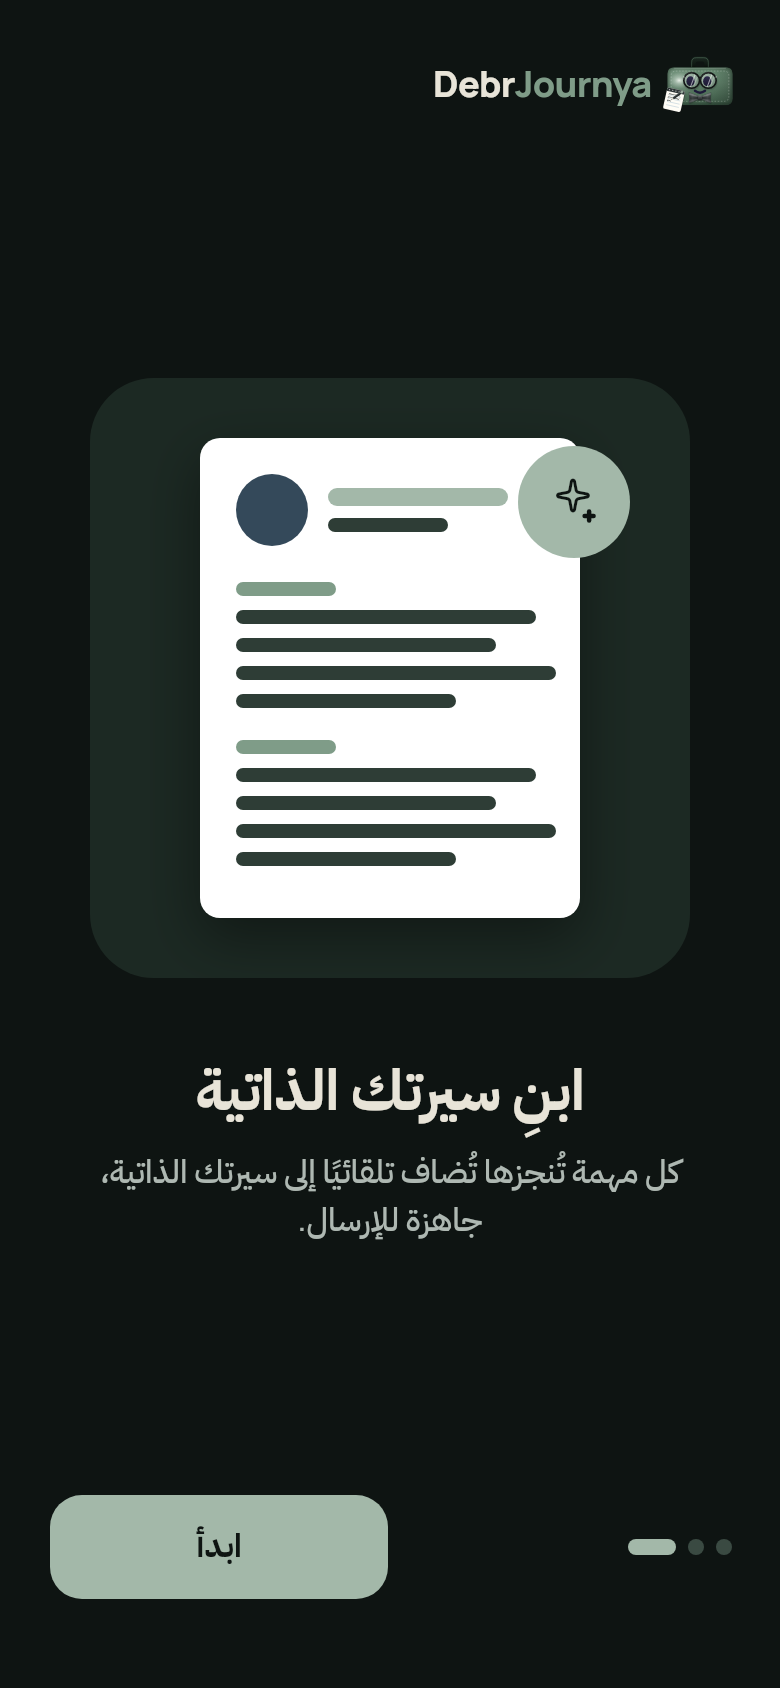 DebrJournya
ابنِ سيرتك الذاتية
كل مهمة تُنجزها تُضاف تلقائيًا إلى سيرتك الذاتية،
جاهزة للإرسال.
ابدأ